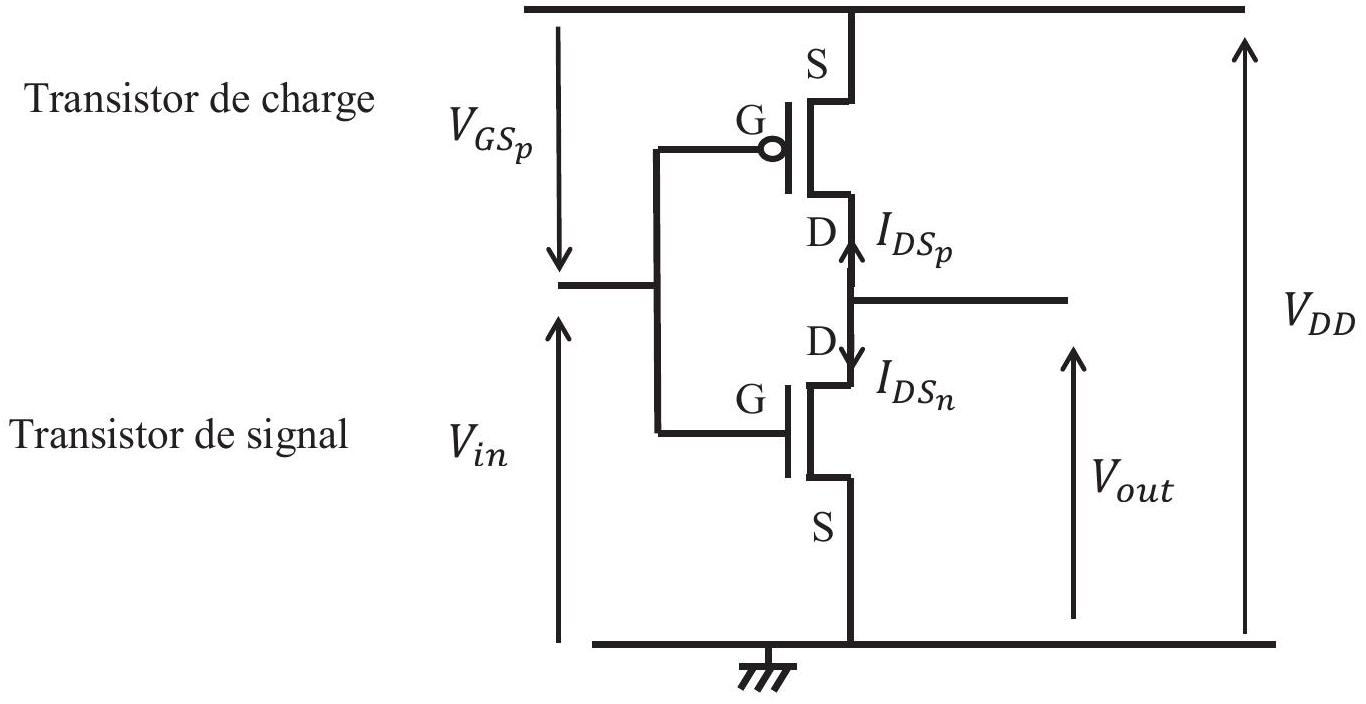 S
Transistor de charge
V_{GS_p}
G
D
I_{DS_p}
V_{DD}
D
I_{DS_n}
G
Transistor de signal
V_{in}
V_{out}
S